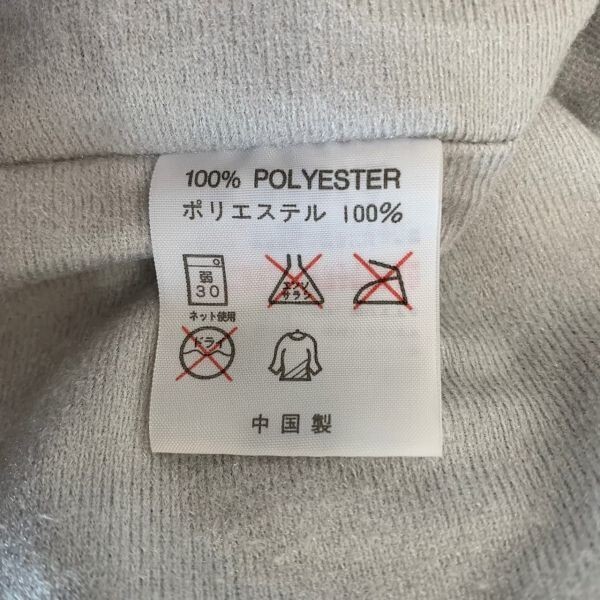 100% POLYESTER
ポリエステル 100%
弱
30
ネット使用
エンソ
サラシ
ドライ
中国製